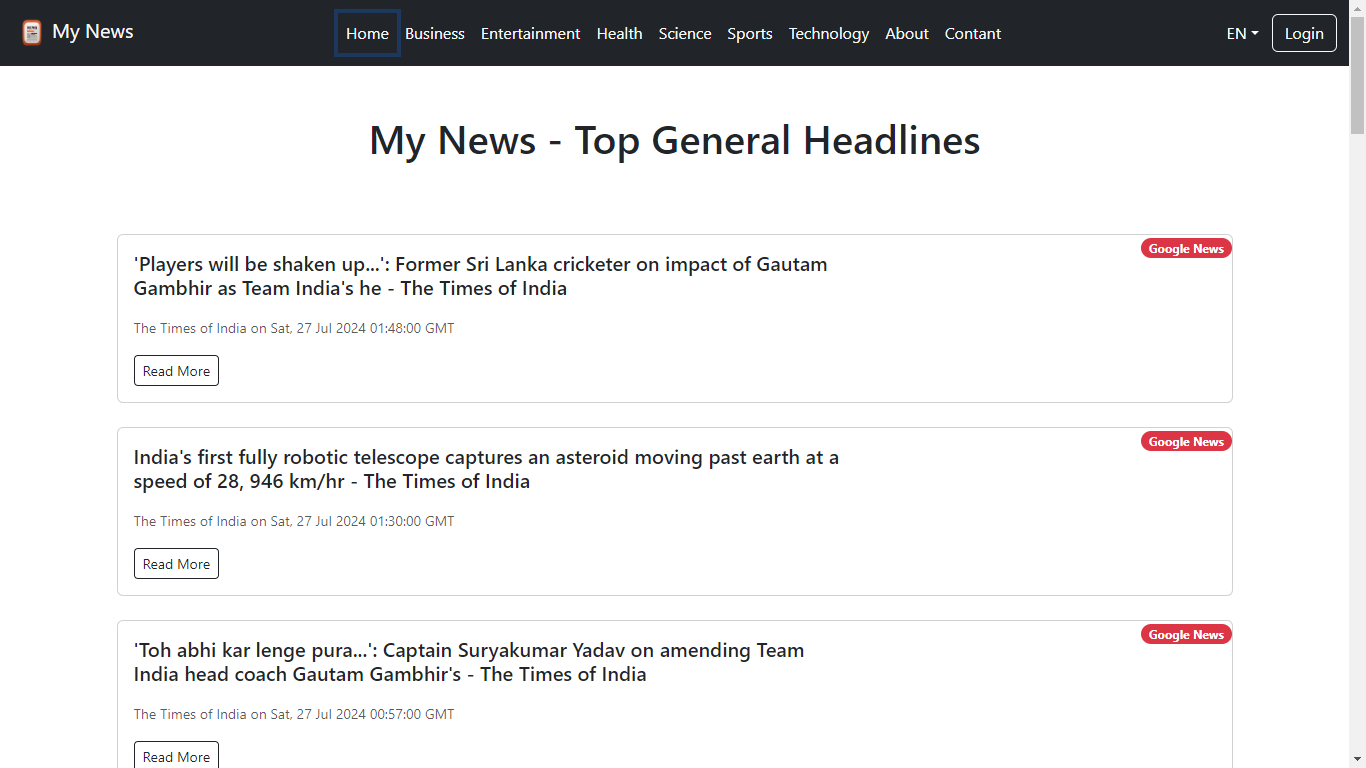 My News
Home Business Entertainment Health Science Sports Technology About Contant
EN
Login
My News - Top General Headlines
Google News
'Players will be shaken up...': Former Sri Lanka cricketer on impact of Gautam
Gambhir as Team India's he - The Times of India
The Times of India on Sat, 27 Jul 2024 01:48:00 GMT
Read More
Google News
India's first fully robotic telescope captures an asteroid moving past earth at a
speed of 28, 946 km/hr - The Times of India
The Times of India on Sat, 27 Jul 2024 01:30:00 GMT
Read More
Google News
'Toh abhi kar lenge pura...': Captain Suryakumar Yadav on amending Team
India head coach Gautam Gambhir's - The Times of India
The Times of India on Sat, 27 Jul 2024 00:57:00 GMT
Read More